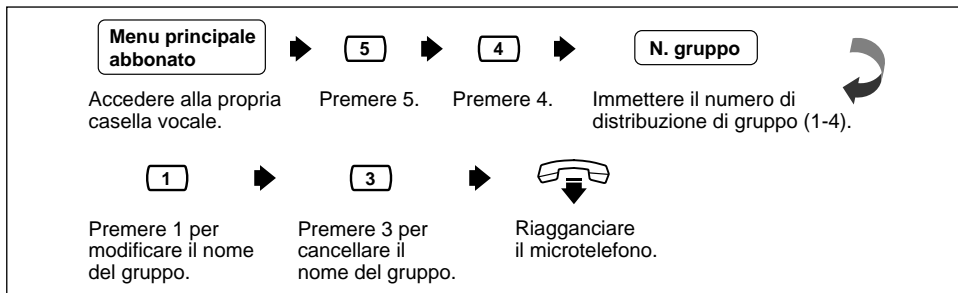 Menu principale
abbonato
5
4
N. gruppo
Accedere alla propria
casella vocale.
Premere 5.
Premere 4.
Immettere il numero di
distribuzione di gruppo (1-4).
1
3
Premere 1 per
modificare il nome
del gruppo.
Premere 3 per
cancellare il
nome del gruppo.
Riagganciare
il microtelefono.